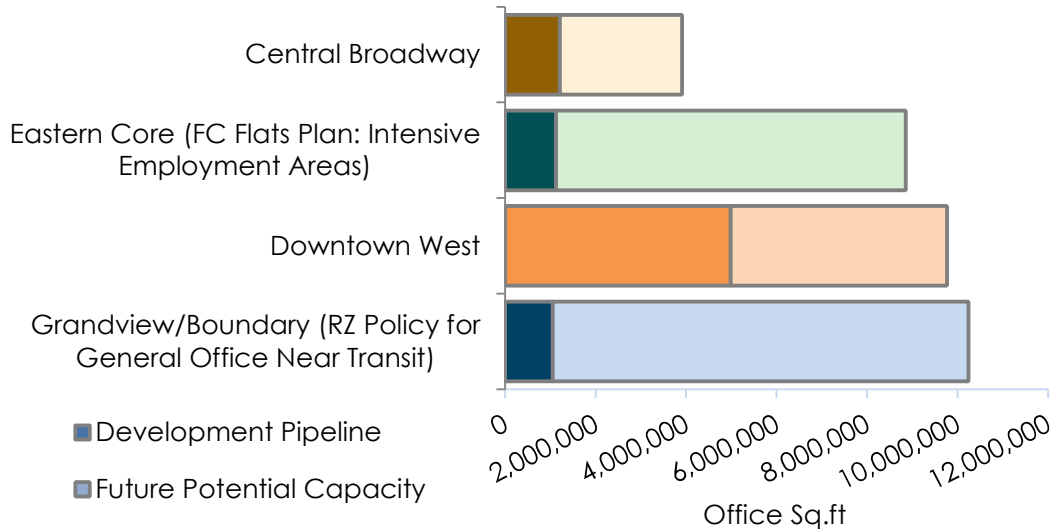 Central Broadway
Eastern Core (FC Flats Plan: Intensive
Employment Areas)
Downtown West
Grandview/Boundary (RZ Policy for
General Office Near Transit)
Development Pipeline
Future Potential Capacity
0
2,000,000
4,000,000
6,000,000
8,000,000
10,000,000
12,000,000
Office Sq.ft